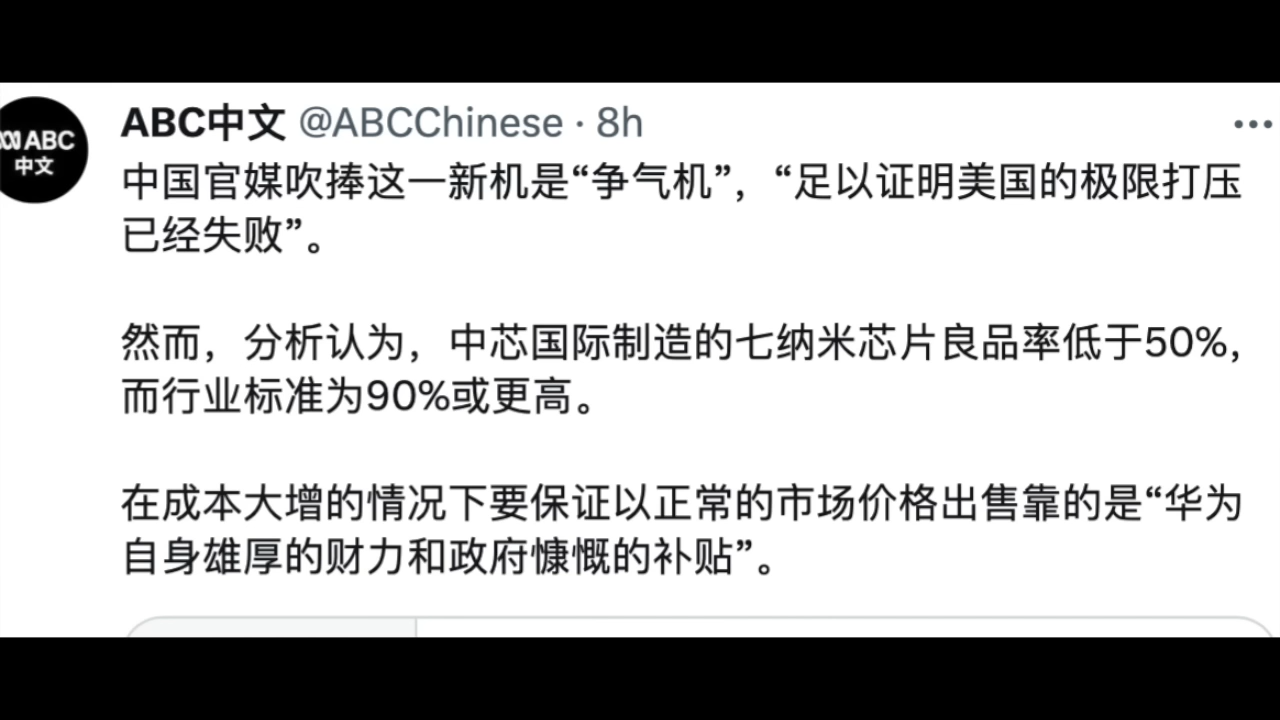 ABC
中文
ABC中文 @ABCChinese · 8h
中国官媒吹捧这一新机是“争气机”，“足以证明美国的极限打压
已经失败”。
然而，分析认为，中芯国际制造的七纳米芯片良品率低于50%，
而行业标准为90%或更高。
在成本大增的情况下要保证以正常的市场价格出售靠的是“华为
自身雄厚的财力和政府慷慨的补贴”。